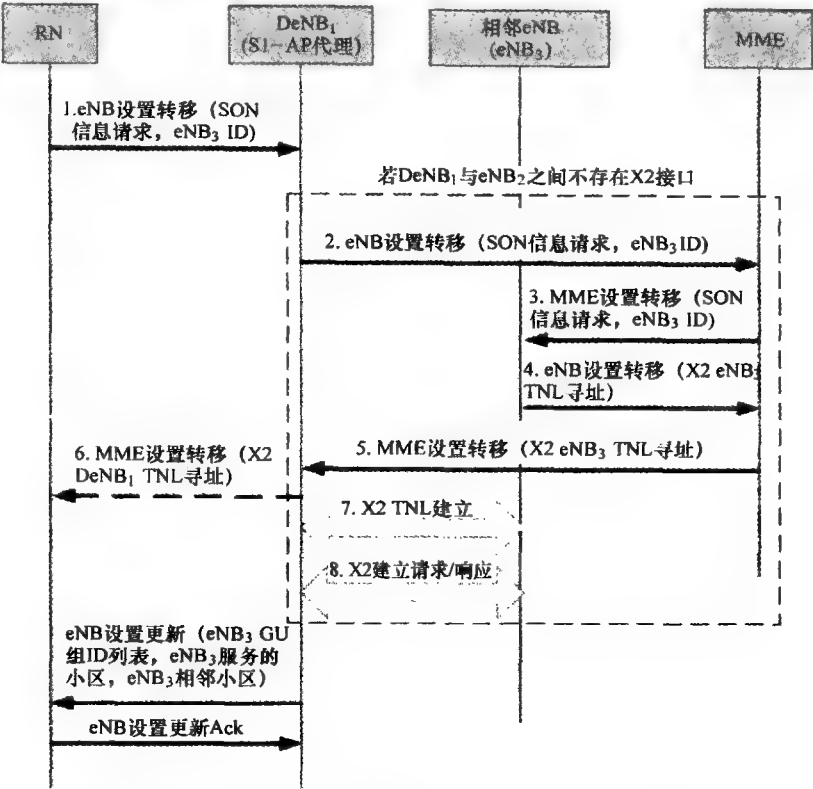 RN
DeNB₁
(S1-AP代理)
相邻eNB
(eNB₃)
MME
1.eNB设置转移（SON
信息请求，eNB₃ ID)
若DeNB₁与eNB₂之间不存在X2接口
2. eNB设置转移（SON信息请求，eNB₃ID)
3. MME设置转移（SON
信息请求，eNB₃ ID)
4. eNB设置转移（X2 eNB₃
TNL寻址）
5. MME设置转移（X2 eNB₃ TNL寻址）
6. MME设置转移（X2
DeNB₁ TNL寻址）
7. X2 TNL建立
8. X2建立请求/响应
eNB设置更新（eNB₃ GU
组ID列表，eNB₃服务的
小区，eNB₃相邻小区）
eNB设置更新Ack